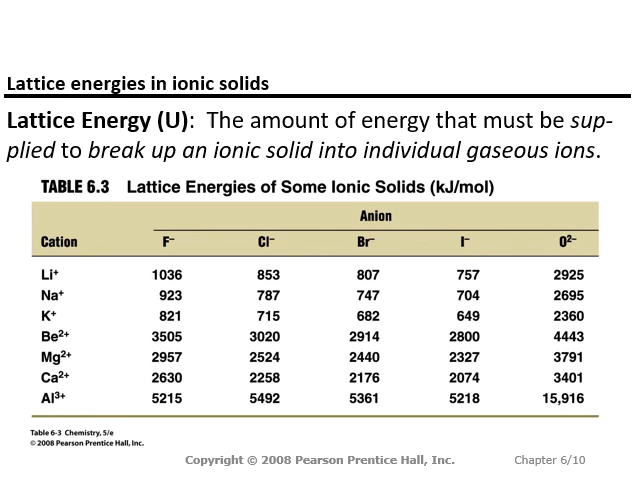 Lattice energies in ionic solids
Lattice Energy (U):  The amount of energy that must be sup-
plied to break up an ionic solid into individual gaseous ions.
TABLE 6.3 Lattice Energies of Some Ionic Solids (kJ/mol)
Anion
Cation F⁻ Cl⁻ Br⁻ I⁻ O²⁻
Li⁺ 1036 853 807 757 2925
Na⁺ 923 787 747 704 2695
K⁺ 821 715 682 649 2360
Be²⁺ 3505 3020 2914 2800 4443
Mg²⁺ 2957 2524 2440 2327 3791
Ca²⁺ 2630 2258 2176 2074 3401
Al³⁺ 5215 5492 5361 5218 15,916
Table 6-3 Chemistry, 5/e
© 2008 Pearson Prentice Hall, Inc.
Copyright © 2008 Pearson Prentice Hall, Inc. Chapter 6/10